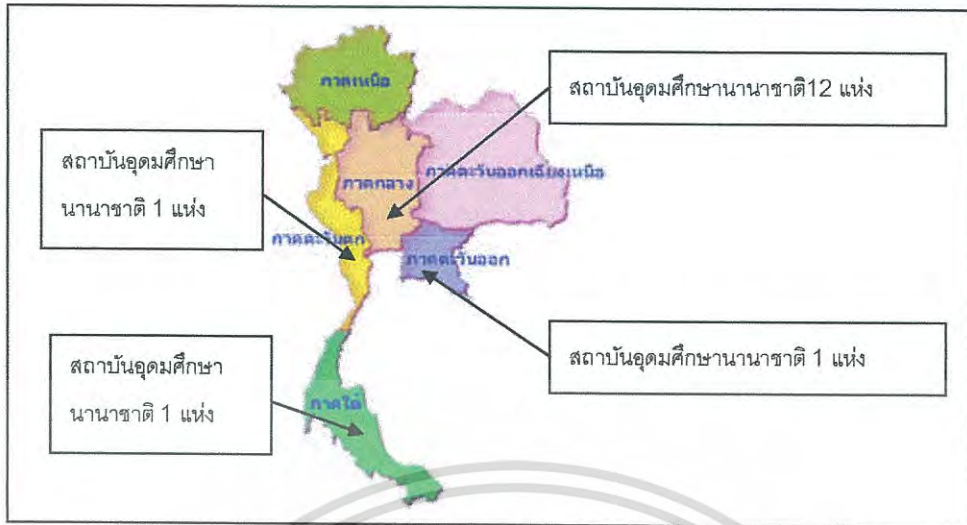 ภาคเหนือ
สถาบันอุดมศึกษานานาชาติ12 แห่ง
สถาบันอุดมศึกษา
นานาชาติ 1 แห่ง
ภาคกลาง
ภาคตะวันออกเฉียงเหนือ
ภาคตะวันตก
ภาคตะวันออก
สถาบันอุดมศึกษานานาชาติ 1 แห่ง
สถาบันอุดมศึกษา
นานาชาติ 1 แห่ง
ภาคใต้